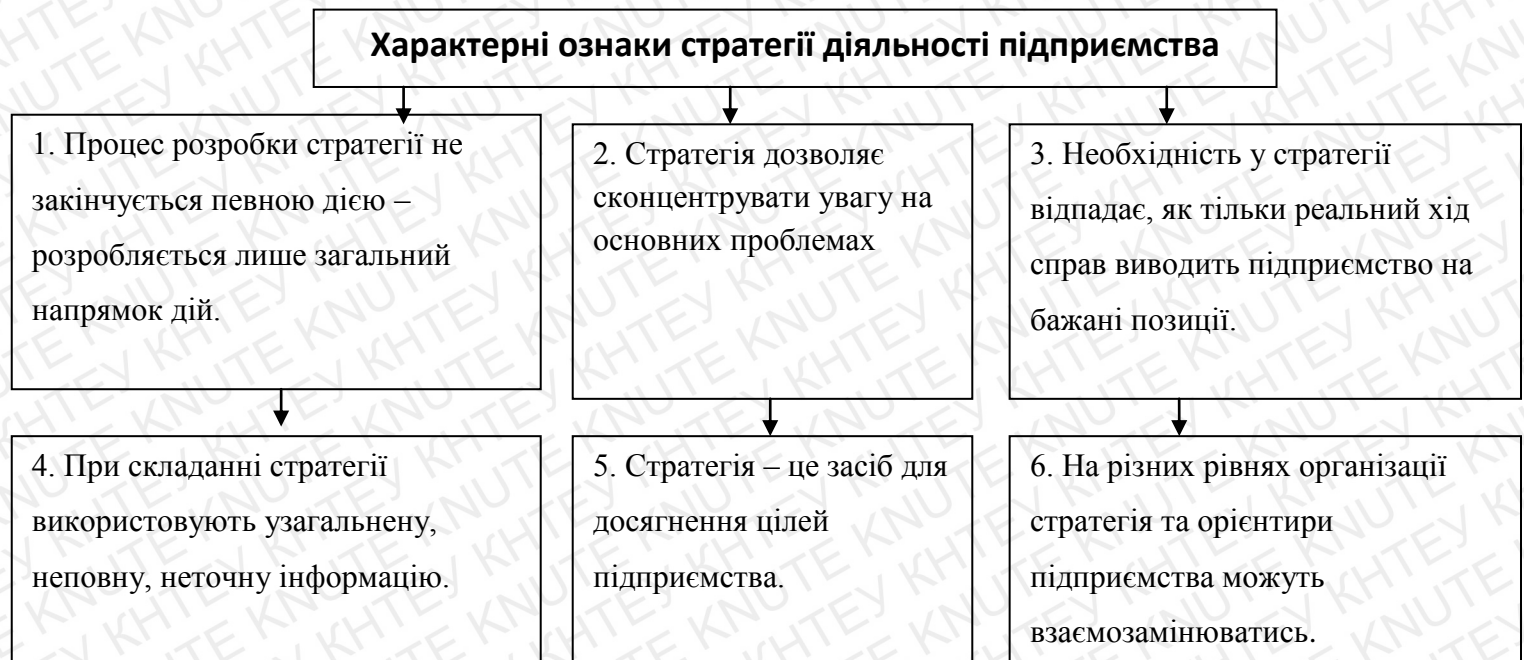 Характерні ознаки стратегії діяльності підприємства
1. Процес розробки стратегії не
закінчується певною дією –
розробляється лише загальний
напрямок дій.
2. Стратегія дозволяє
сконцентрувати увагу на
основних проблемах
3. Необхідність у стратегії
відпадає, як тільки реальний хід
справ виводить підприємство на
бажані позиції.
4. При складанні стратегії
використовують узагальнену,
неповну, неточну інформацію.
5. Стратегія – це засіб для
досягнення цілей
підприємства.
6. На різних рівнях організації
стратегія та орієнтири
підприємства можуть
взаємозамінюватись.